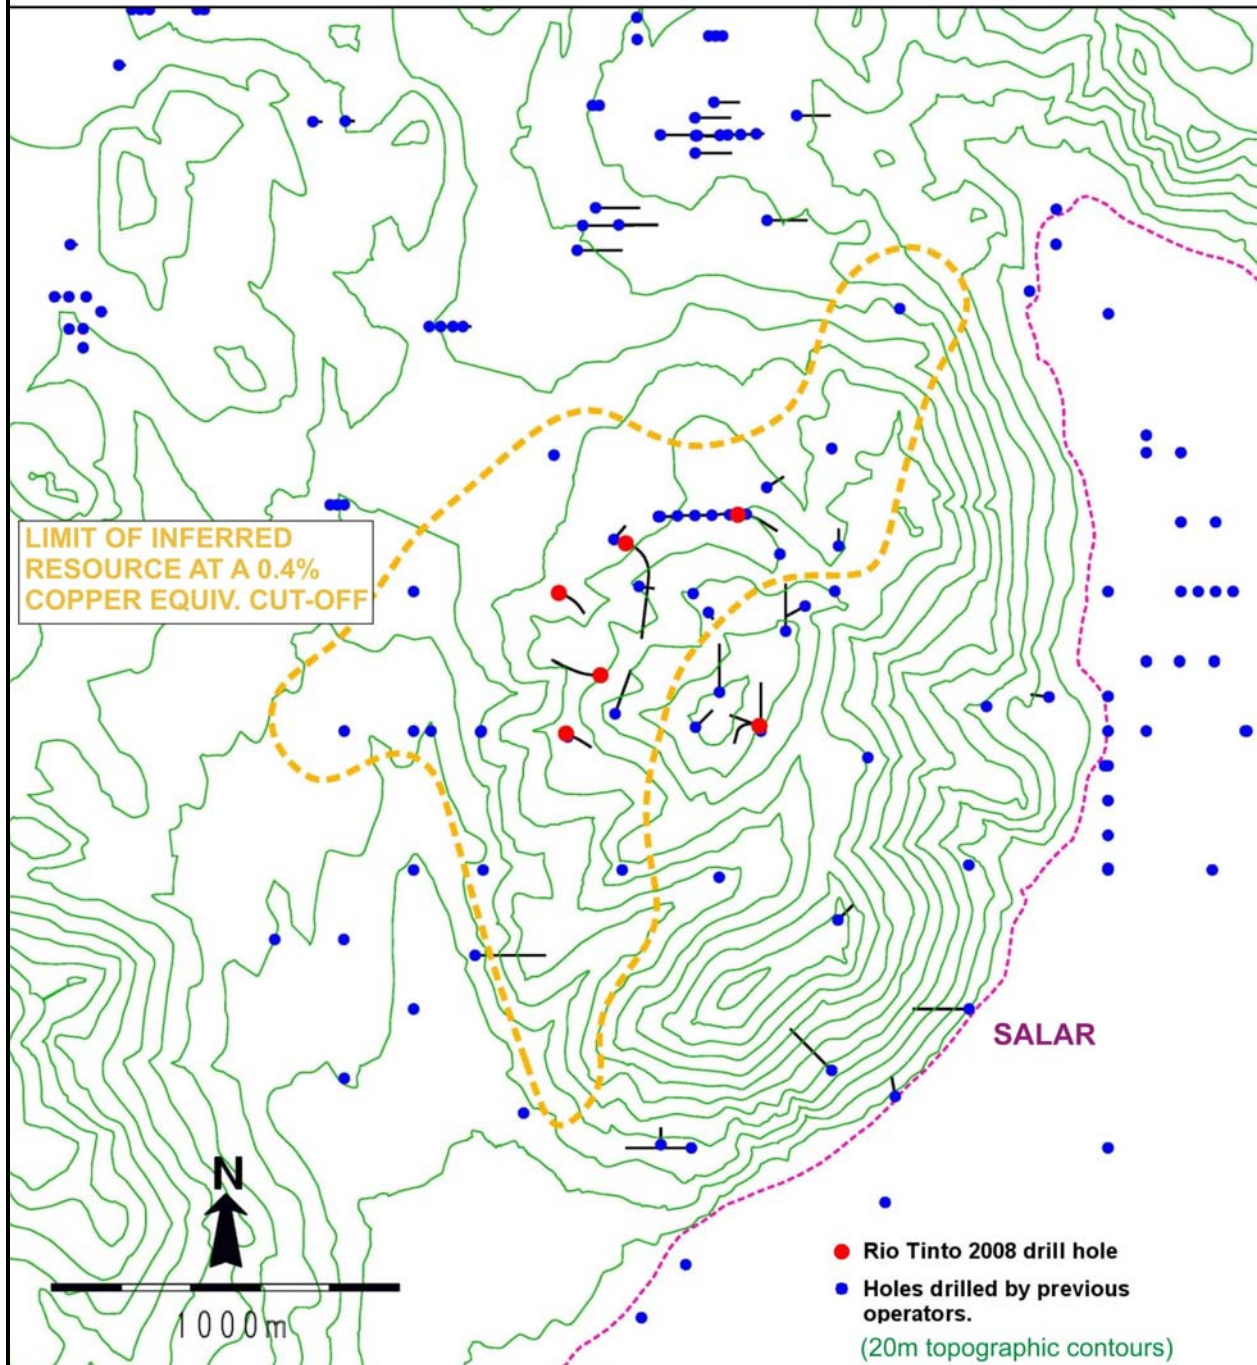 LIMIT OF INFERRED
RESOURCE AT A 0.4%
COPPER EQUIV. CUT-OFF
SALAR
N
1000m
Rio Tinto 2008 drill hole
Holes drilled by previous
operators.
(20m topographic contours)